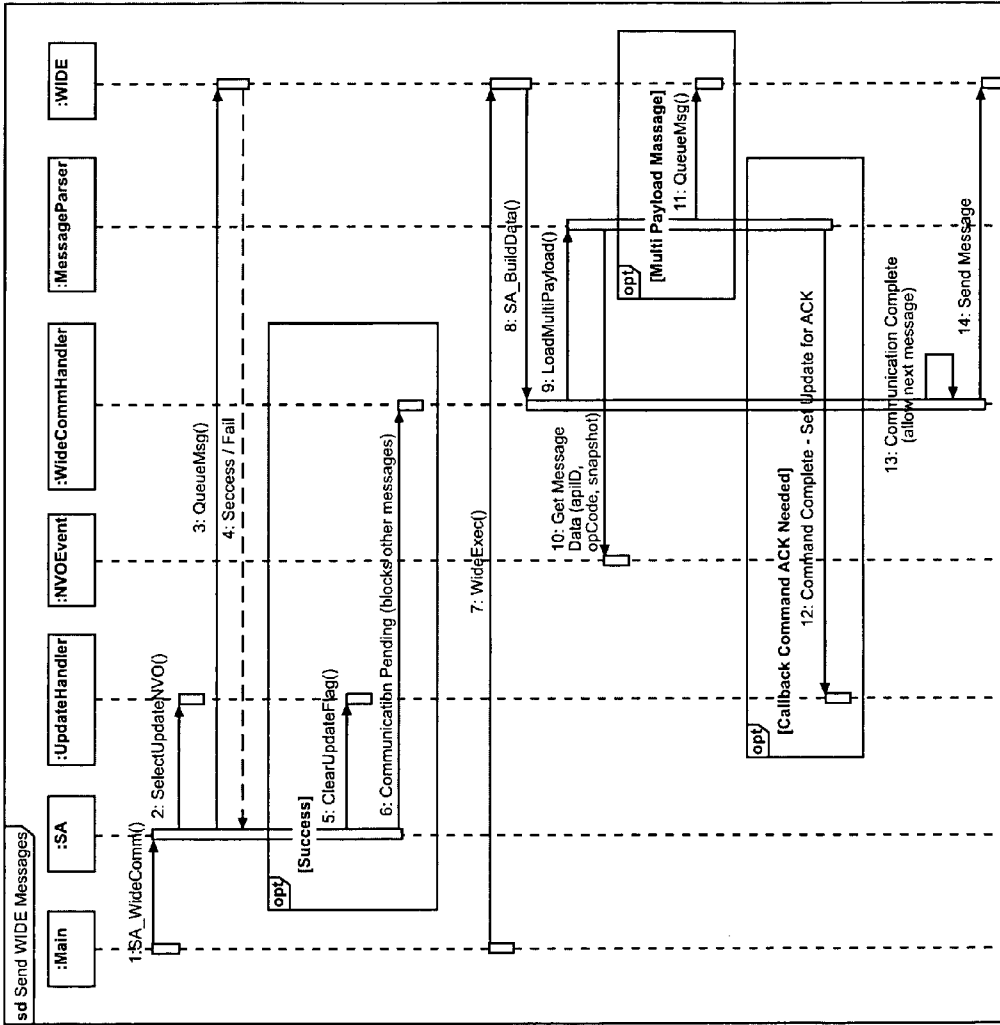 sd Send WIDE Messages
:Main
:SA
:UpdateHandler
:NVOEvent
:WideCommHandler
:MessageParser
:WIDE
1:SA_WideComm()
2: SelectUpdateNVO()
3: QueueMsg()
4: Seccess / Fail
opt
[Success]
5: ClearUpdateFlag()
6: Communication Pending (blocks other messages)
7: WideExec()
8: SA_BuildData()
9: LoadMultiPayload()
10: Get Message
Data (apiID,
opCode, snapshot)
opt
[Multi Payload Massage]
11: QueueMsg()
opt
[Callback Command ACK Needed]
12: Command Complete - Set Update for ACK
13: Communication Complete
(allow next message)
14: Send Message